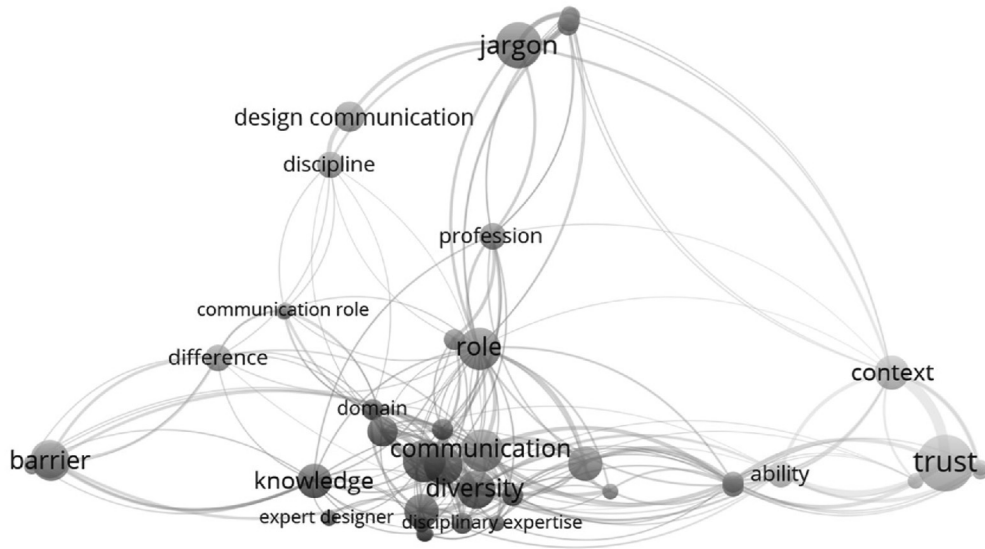 jargon
design communication
discipline
profession
communication role
role
difference
context
domain
communication
barrier
trust
ability
knowledge
diversity
expert designer
disciplinary expertise